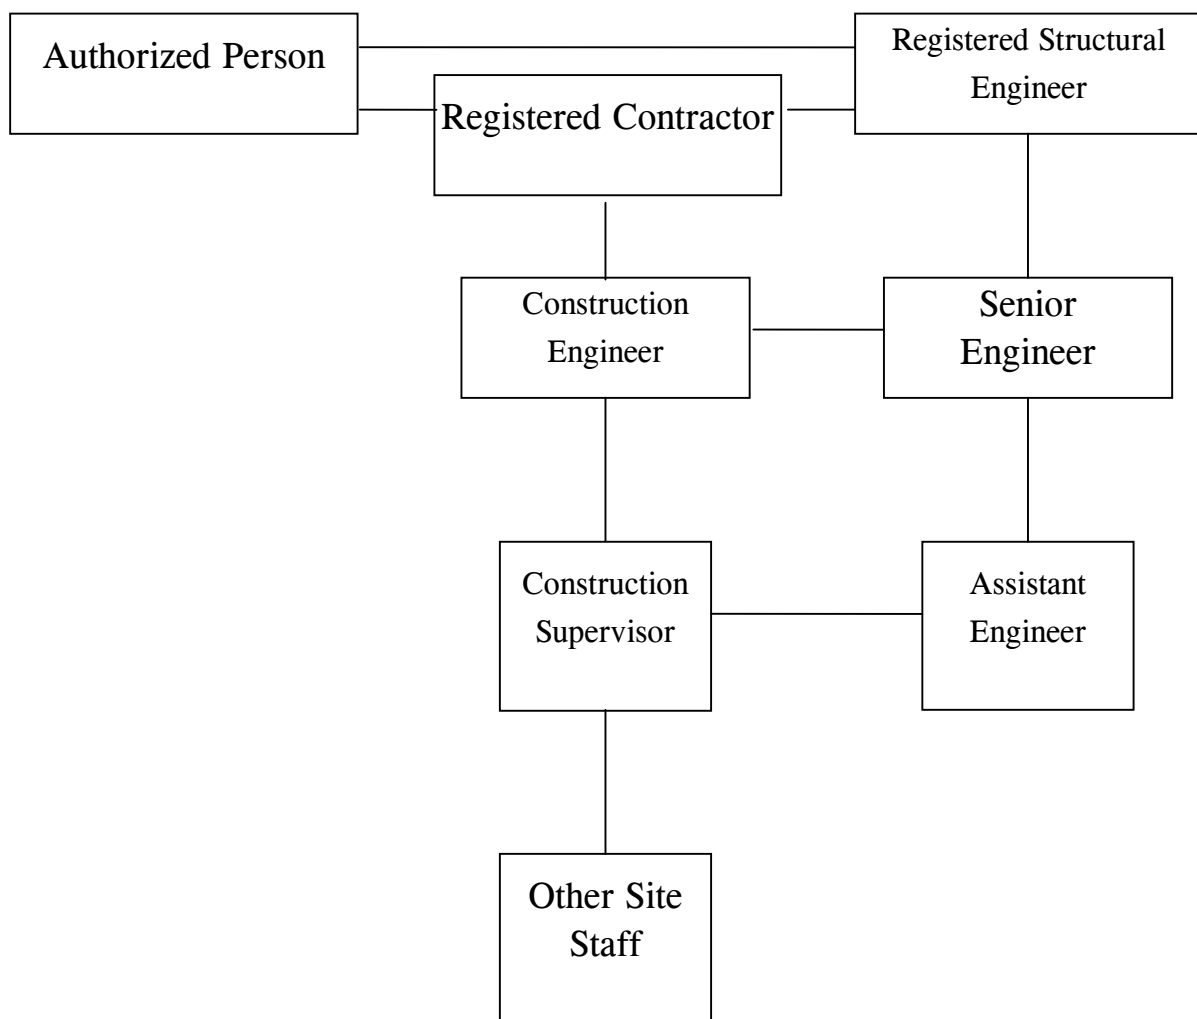 Authorized Person
Registered Structural
Engineer
Registered Contractor
Construction
Engineer
Senior
Engineer
Construction
Supervisor
Assistant
Engineer
Other Site
Staff